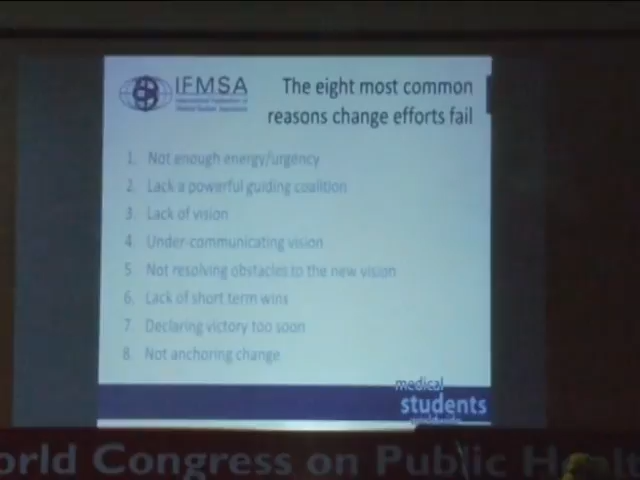 IFMSA
International Federation of
Medical Students' Associations
The eight most common
reasons change efforts fail
1. Not enough energy/urgency
2. Lack a powerful guiding coalition
3. Lack of vision
4. Under-communicating vision
5. Not resolving obstacles to the new vision
6. Lack of short term wins
7. Declaring victory too soon
8. Not anchoring change
medical
students
worldwide
orld Congress on Public Healt